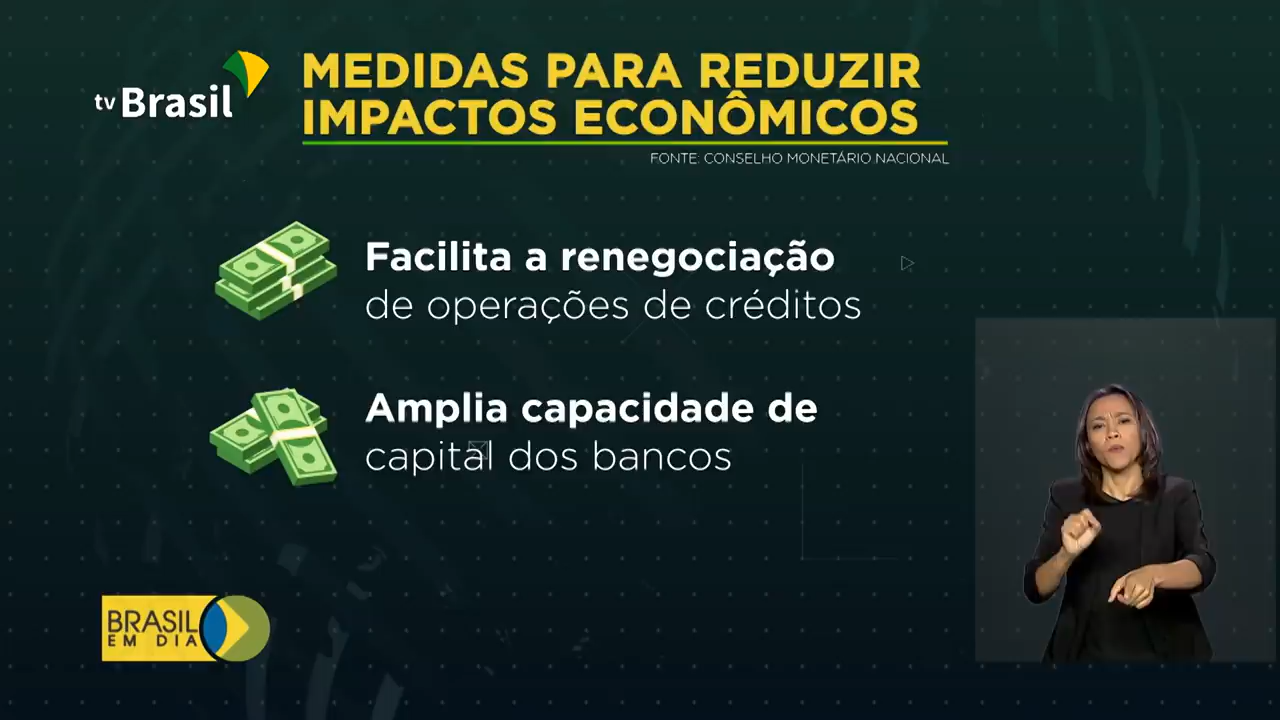 tv Brasil
MEDIDAS PARA REDUZIR
IMPACTOS ECONÔMICOS
FONTE: CONSELHO MONETÁRIO NACIONAL
Facilita a renegociação
de operações de créditos
Amplia capacidade de
capital dos bancos
BRASIL
EM DIA